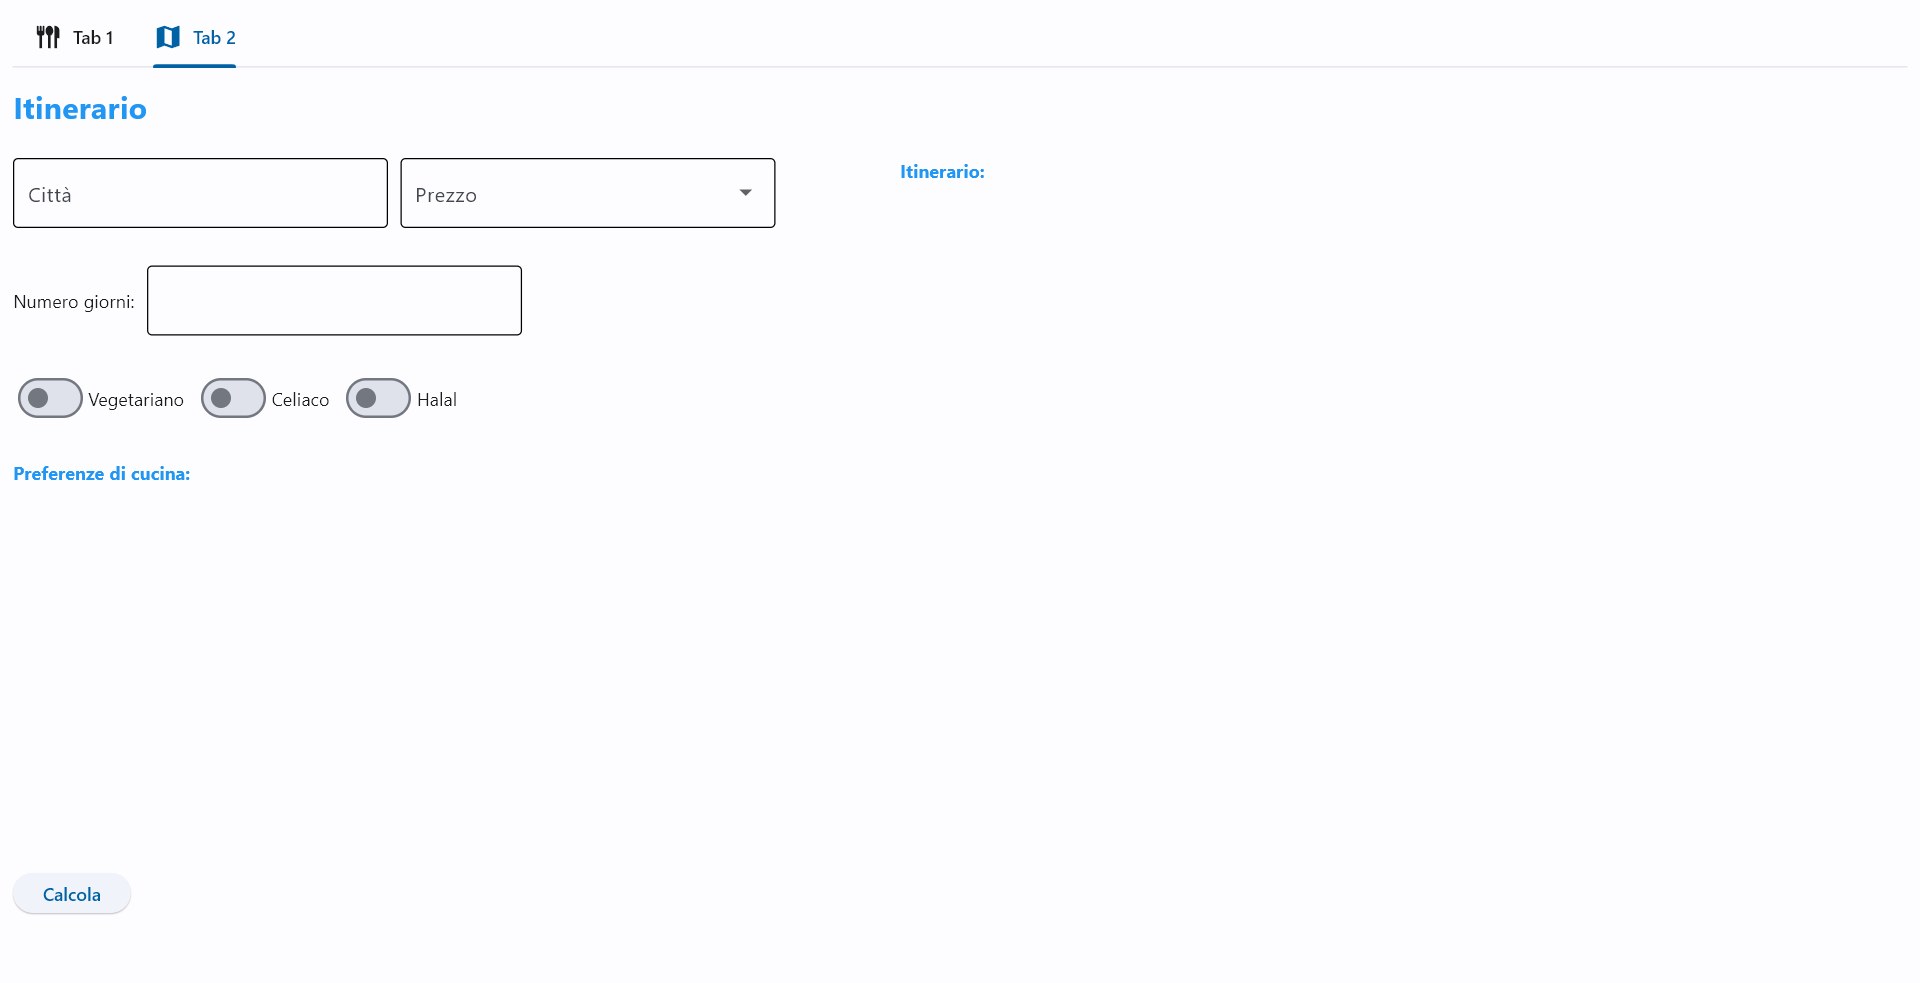 Tab 1
Tab 2
Itinerario
Città
Prezzo
Itinerario:
Numero giorni:
Vegetariano
Celiaco
Halal
Preferenze di cucina:
Calcola